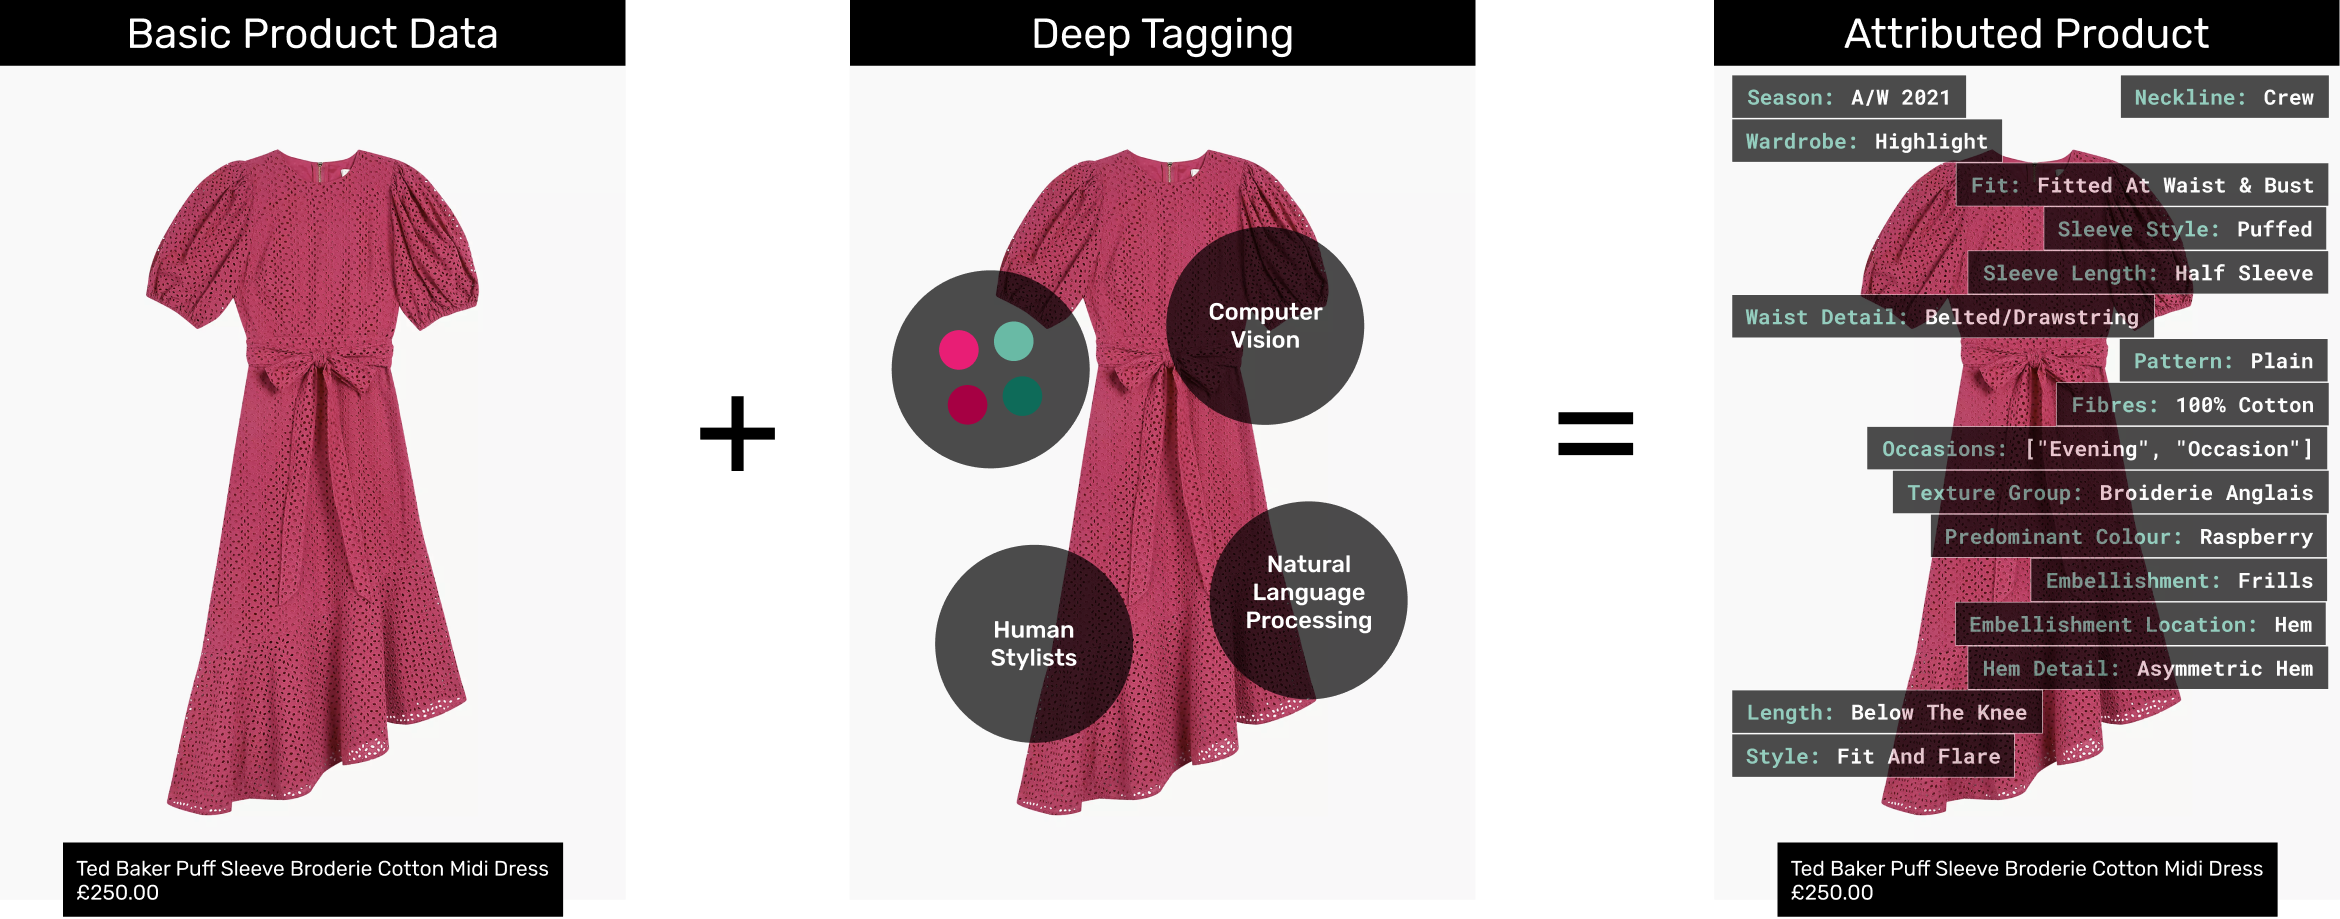 Basic Product Data
Ted Baker Puff Sleeve Broderie Cotton Midi Dress
£250.00
+
Deep Tagging
Computer
Vision
Human
Stylists
Natural
Language
Processing
=
Attributed Product
Season: A/W 2021
Neckline: Crew
Wardrobe: Highlight
Fit: Fitted At Waist & Bust
Sleeve Style: Puffed
Sleeve Length: Half Sleeve
Waist Detail: Belted/Drawstring
Pattern: Plain
Fibres: 100% Cotton
Occasions: ["Evening", "Occasion"]
Texture Group: Broiderie Anglais
Predominant Colour: Raspberry
Embellishment: Frills
Embellishment Location: Hem
Hem Detail: Asymmetric Hem
Length: Below The Knee
Style: Fit And Flare
Ted Baker Puff Sleeve Broderie Cotton Midi Dress
£250.00